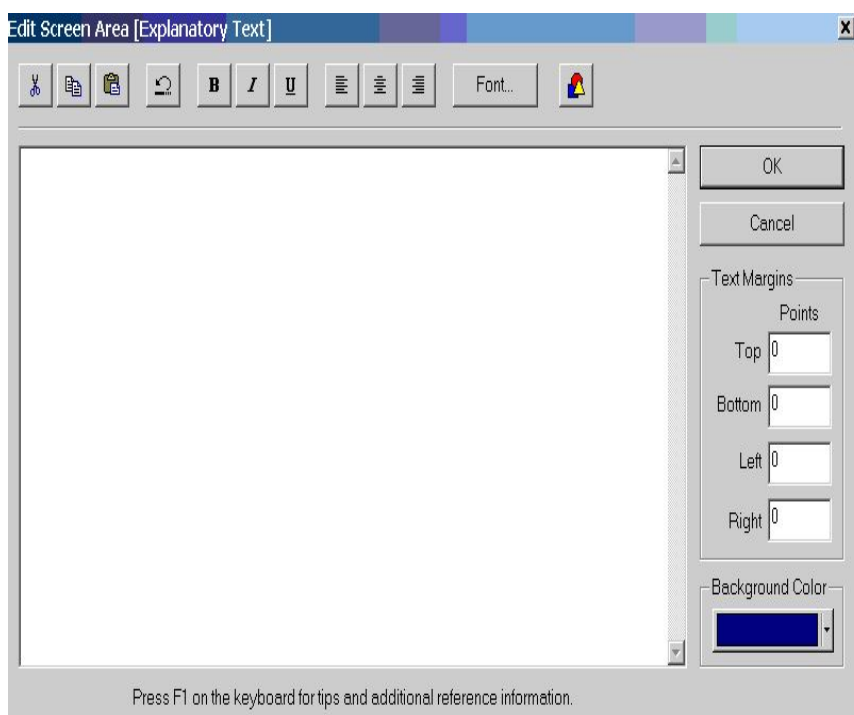 Edit Screen Area [Explanatory Text]
B I U Font...
OK
Cancel
Text Margins
Points
Top 0
Bottom 0
Left 0
Right 0
Background Color
Press F1 on the keyboard for tips and additional reference information.